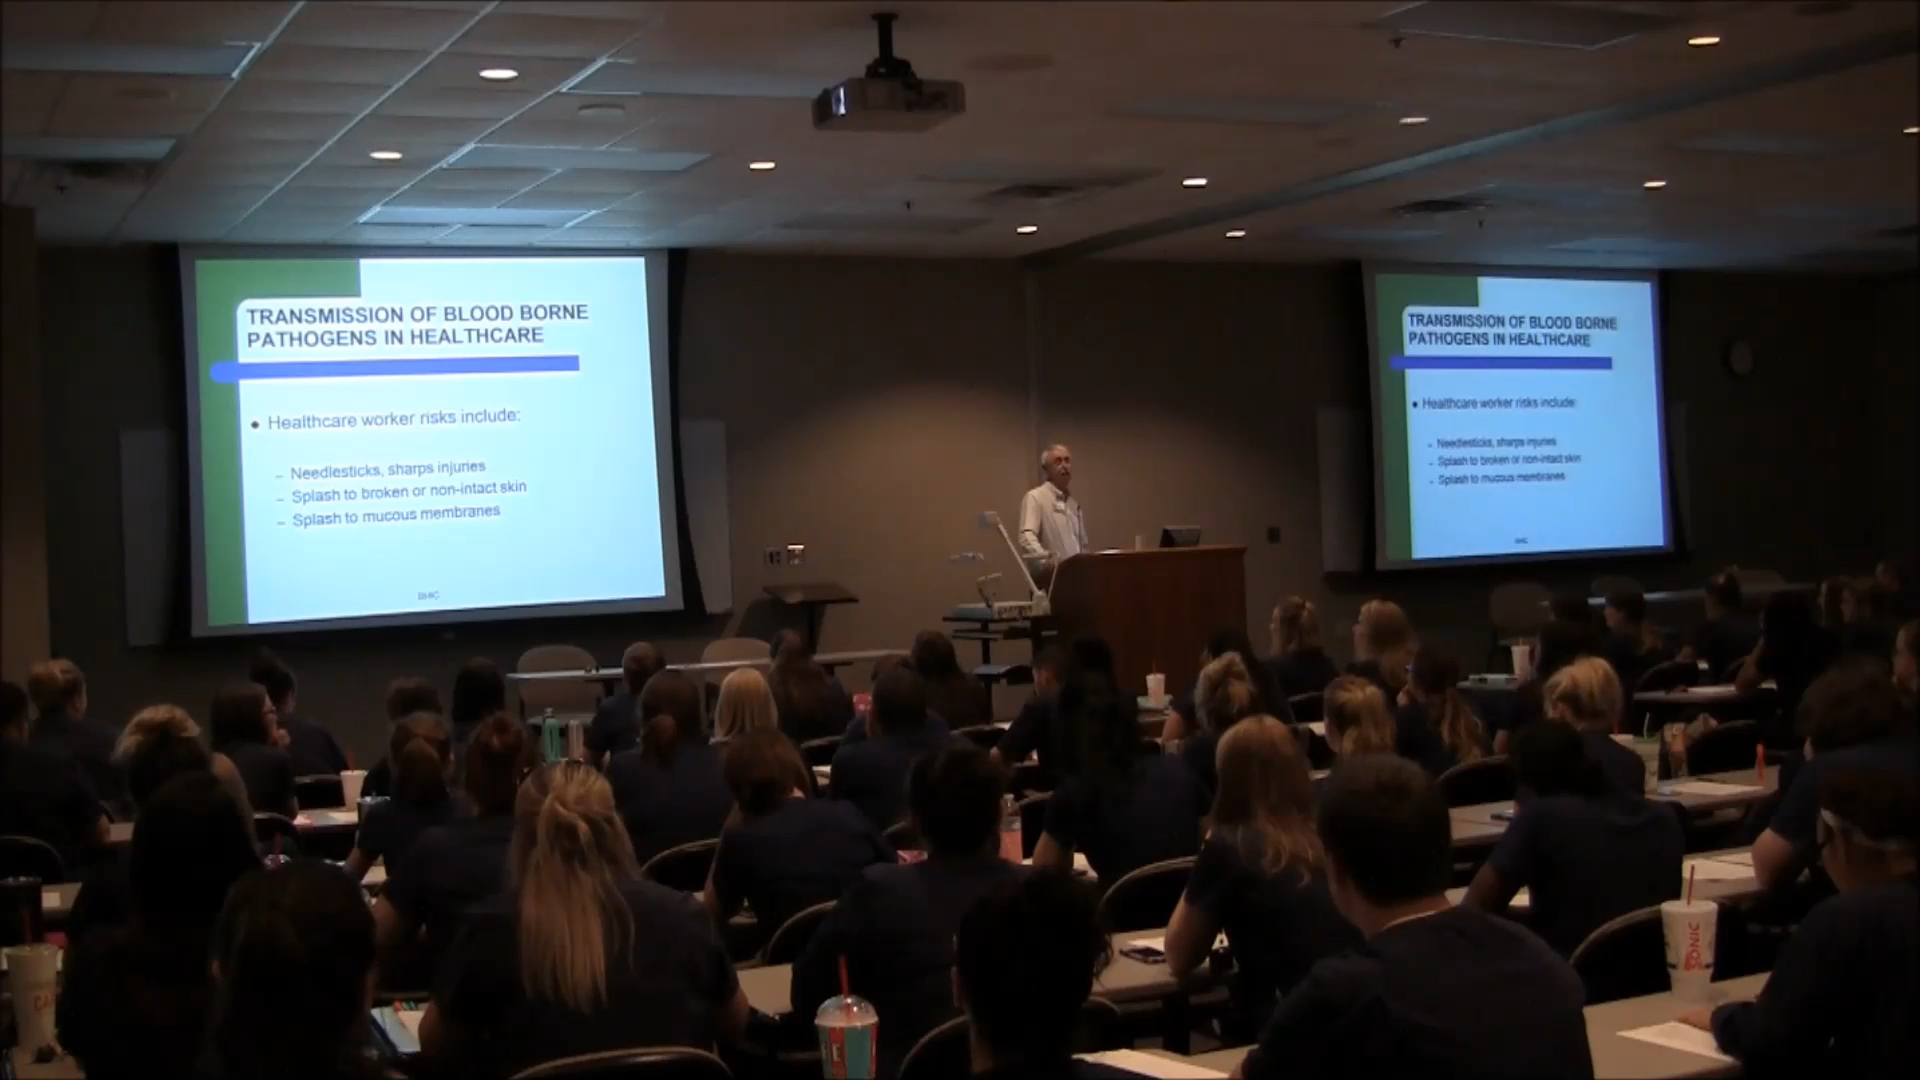 TRANSMISSION OF BLOOD BORNE
PATHOGENS IN HEALTHCARE
• Healthcare worker risks include:
– Needlesticks, sharps injuries
– Splash to broken or non-intact skin
– Splash to mucous membranes
TRANSMISSION OF BLOOD BORNE
PATHOGENS IN HEALTHCARE
• Healthcare worker risks include:
– Needlesticks, sharps injuries
– Splash to broken or non-intact skin
– Splash to mucous membranes
SONIC